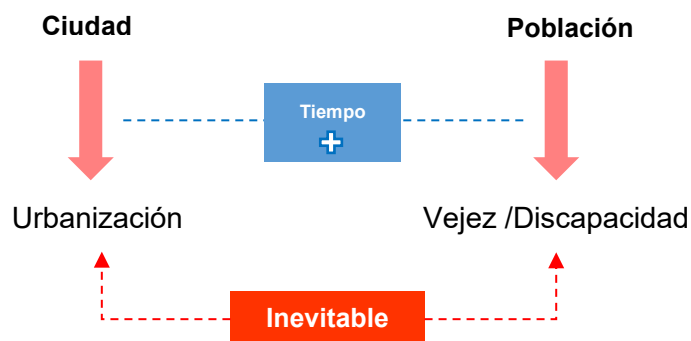 Ciudad
Población
Tiempo
Urbanización
Vejez /Discapacidad
Inevitable